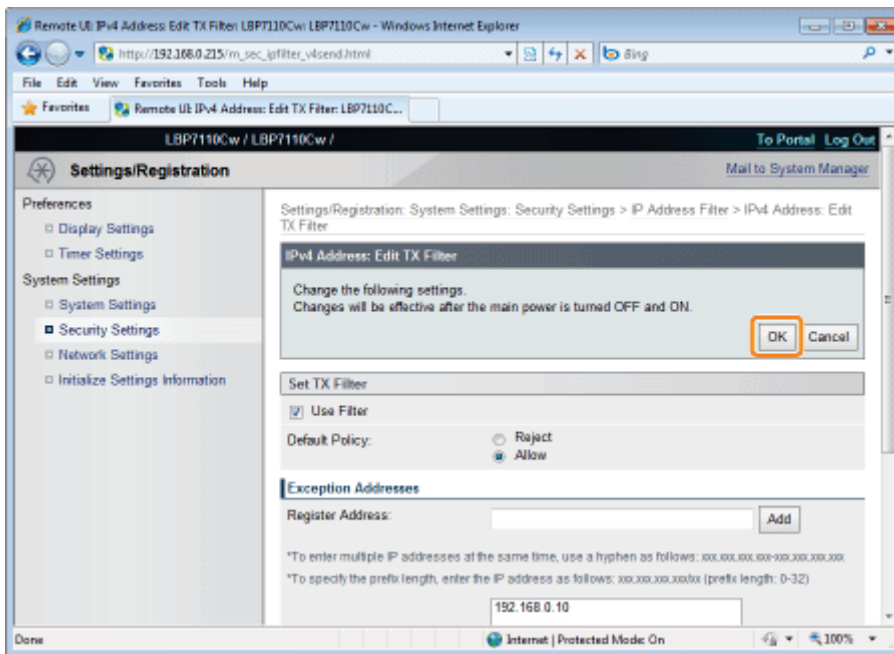 Remote UI: IPv4 Address: Edit TX Filter: LBP7110Cw: LBP7110Cw - Windows Internet Explorer
http://192.168.0.215/m_sec_ipfilter_v4send.html
Bing
File Edit View Favorites Tools Help
Favorites
Remote UI: IPv4 Address: Edit TX Filter: LBP7110C...
LBP7110Cw / LBP7110Cw /
To Portal Log Out
Settings/Registration
Mail to System Manager
Preferences
Display Settings
Timer Settings
System Settings
System Settings
Security Settings
Network Settings
Initialize Settings Information
Settings/Registration: System Settings: Security Settings > IP Address Filter > IPv4 Address: Edit
TX Filter
IPv4 Address: Edit TX Filter
Change the following settings.
Changes will be effective after the main power is turned OFF and ON.
OK Cancel
Set TX Filter
Use Filter
Default Policy:
Reject
Allow
Exception Addresses
Register Address:
Add
*To enter multiple IP addresses at the same time, use a hyphen as follows: xxx.xxx.xxx.xxx-xxx.xxx.xxx.xxx
*To specify the prefix length, enter the IP address as follows: xxx.xxx.xxx.xxx/xx (prefix length: 0-32)
192.168.0.10
Done
Internet | Protected Mode: On
100%